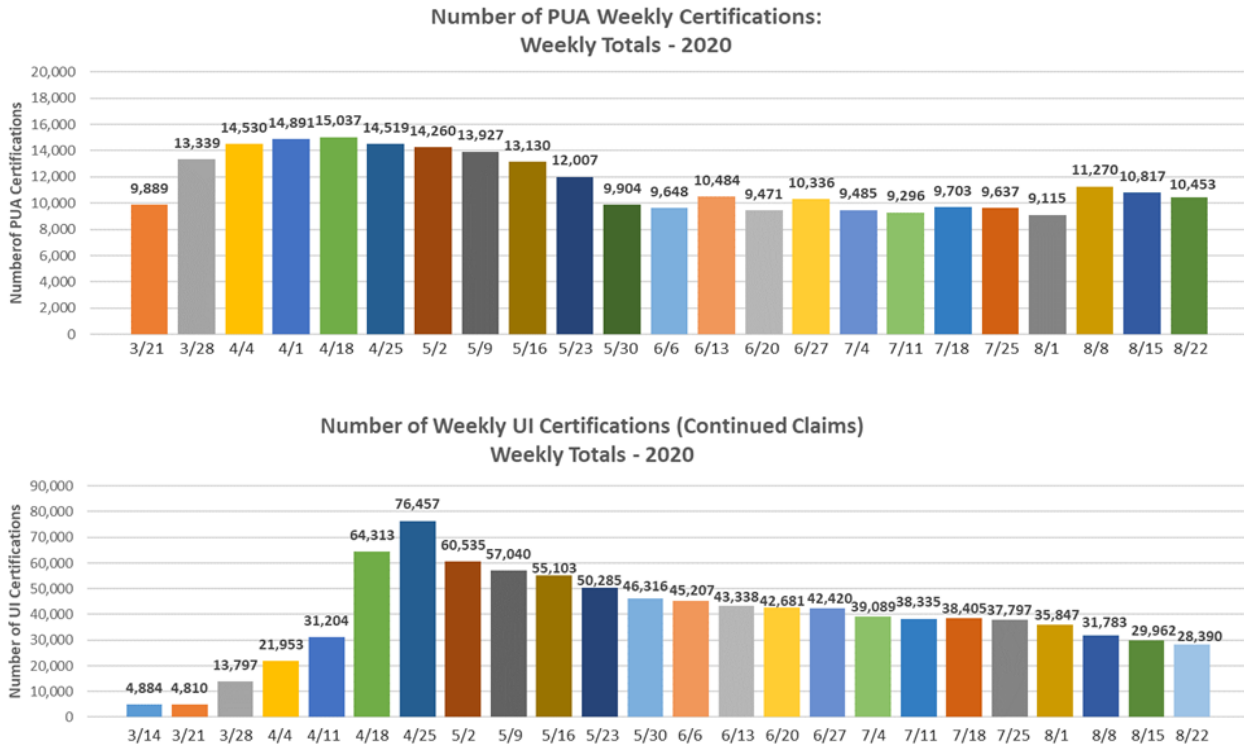 Number of PUA Weekly Certifications:
Weekly Totals - 2020
Numberof PUA Certifications
20,000
18,000
16,000
14,000
12,000
10,000
8,000
6,000
4,000
2,000
0
9,889 13,339 14,530 14,891 15,037 14,519 14,260 13,927 13,130 12,007 9,904 9,648 10,484 9,471 10,336 9,485 9,296 9,703 9,637 9,115 11,270 10,817 10,453
3/21 3/28 4/4 4/1 4/18 4/25 5/2 5/9 5/16 5/23 5/30 6/6 6/13 6/20 6/27 7/4 7/11 7/18 7/25 8/1 8/8 8/15 8/22
Number of Weekly UI Certifications (Continued Claims)
Weekly Totals - 2020
Number of UI Certifications
90,000
80,000
70,000
60,000
50,000
40,000
30,000
20,000
10,000
0
4,884 4,810 13,797 21,953 31,204 64,313 76,457 60,535 57,040 55,103 50,285 46,316 45,207 43,338 42,681 42,420 39,089 38,335 38,405 37,797 35,847 31,783 29,962 28,390
3/14 3/21 3/28 4/4 4/11 4/18 4/25 5/2 5/9 5/16 5/23 5/30 6/6 6/13 6/20 6/27 7/4 7/11 7/18 7/25 8/1 8/8 8/15 8/22